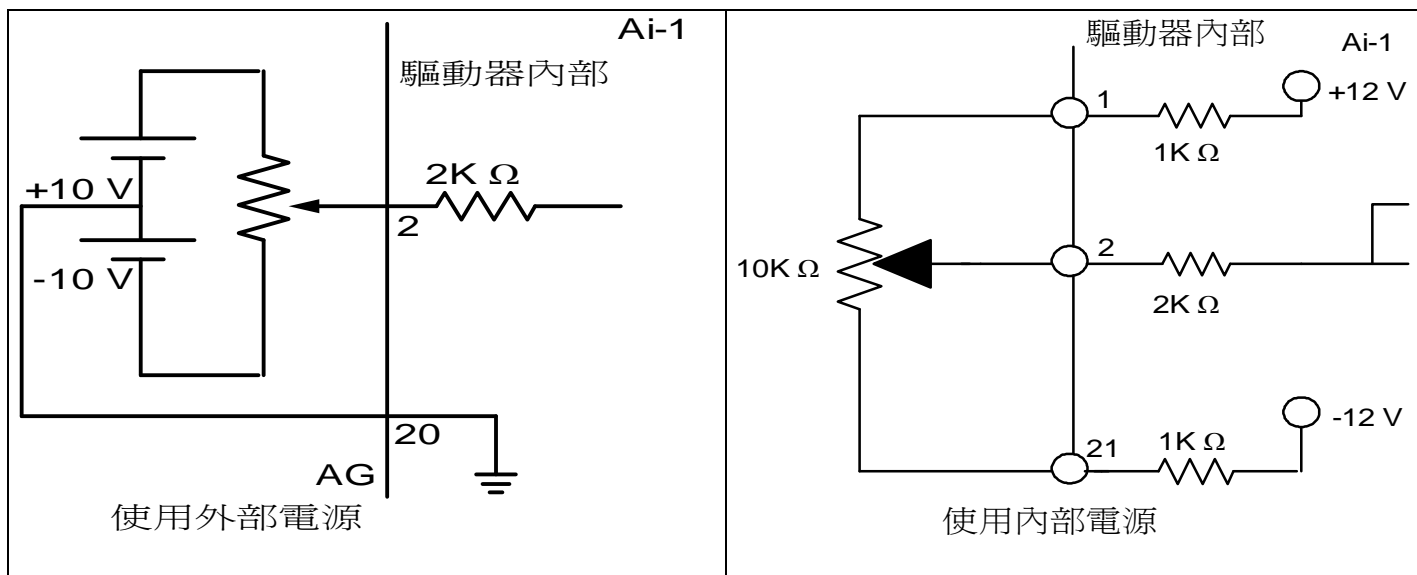 Ai-1
驅動器內部
2K Ω
+10 V
2
-10 V
20
AG
使用外部電源
驅動器內部
Ai-1
1
+12 V
1K Ω
2
10K Ω
2K Ω
-12 V
21
1K Ω
使用內部電源